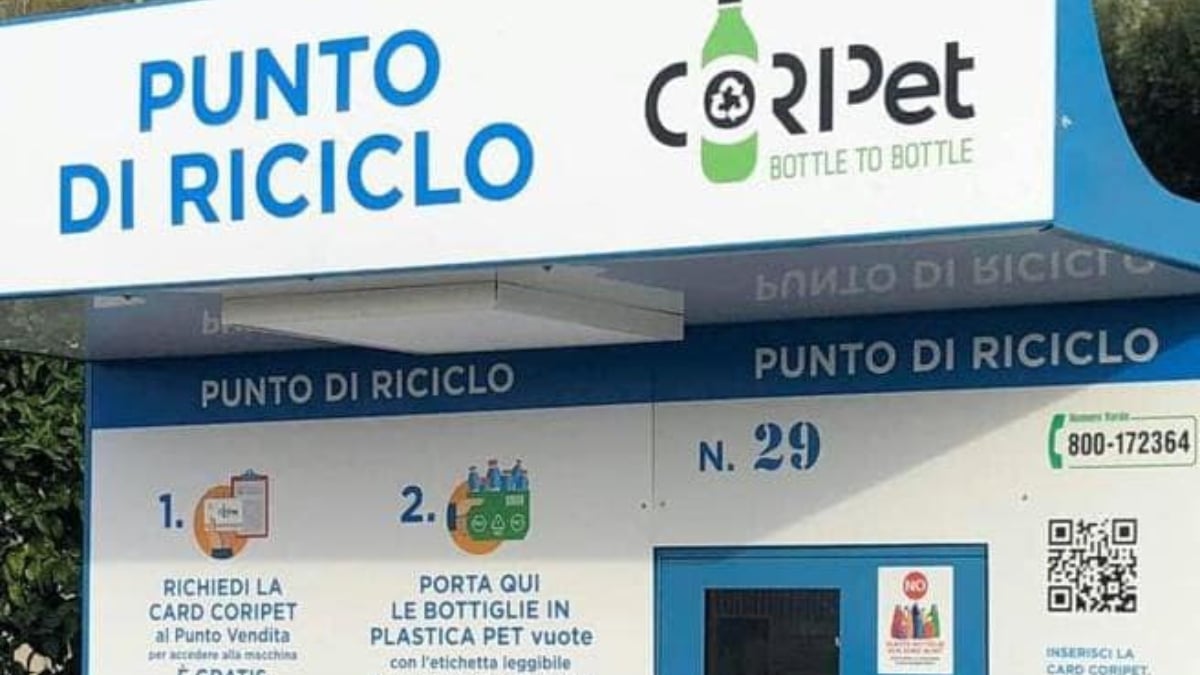 PUNTO
DI RICICLO
CORIPet
BOTTLE TO BOTTLE
PUNTO DI RICICLO
PUNTO DI RICICLO
PUNTO DI RICICLO
N. 29
Numero Verde
800-172364
1.
RICHIEDI LA
CARD CORIPET
al Punto Vendita
per accedere alla macchina
È GRATIS
2.
PORTA QUI
LE BOTTIGLIE IN
PLASTICA PET vuote
con l'etichetta leggibile
NO
INSERISCI LA
CARD CORIPET,